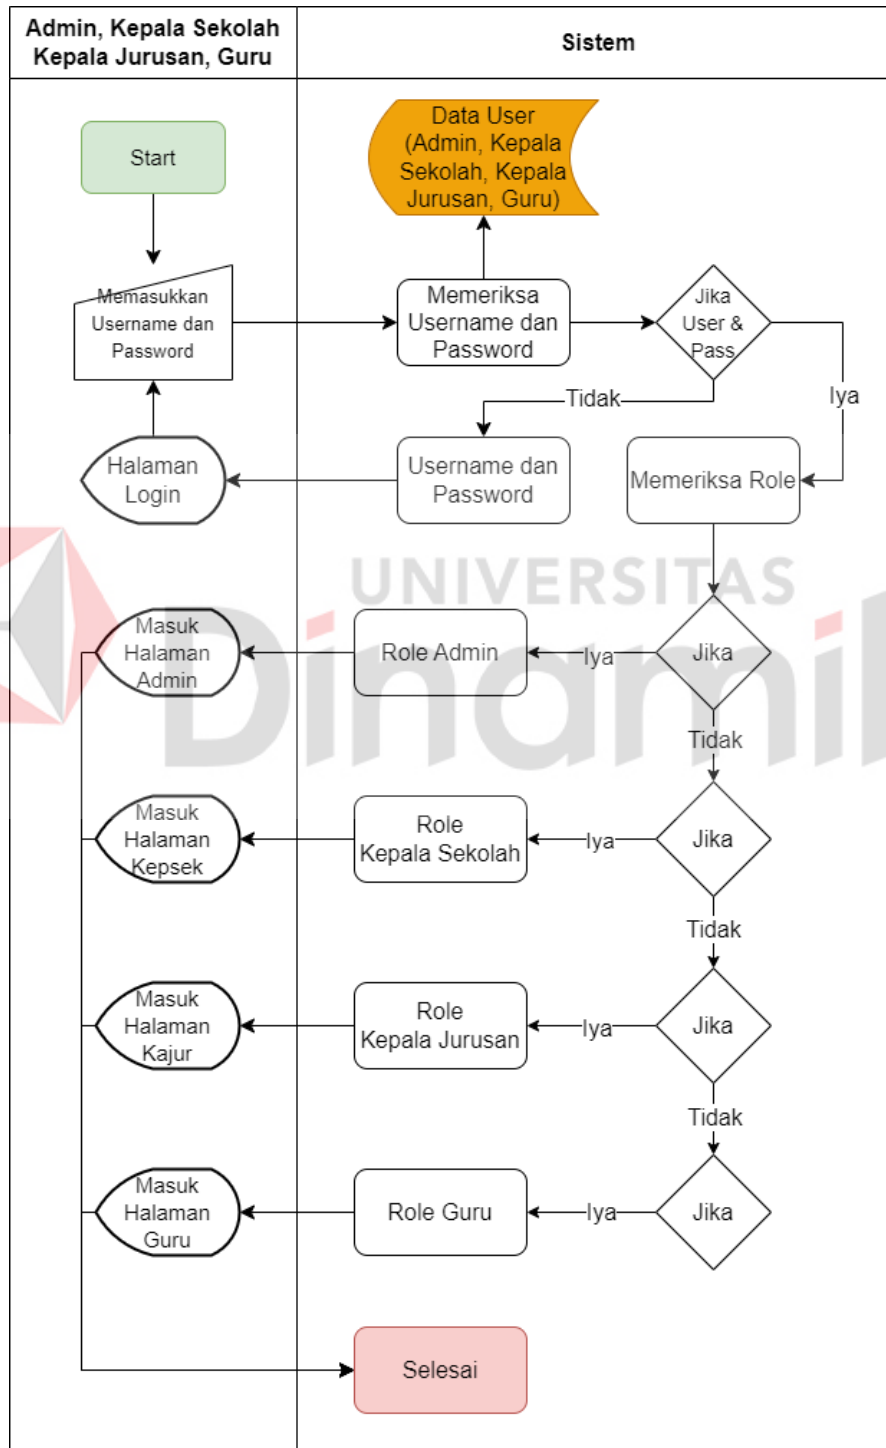 Admin, Kepala Sekolah
Kepala Jurusan, Guru
Sistem
Start
Data User
(Admin, Kepala
Sekolah, Kepala
Jurusan, Guru)
Memasukkan
Username dan
Password
Memeriksa
Username dan
Password
Jika
User &
Pass
Iya
Tidak
Halaman
Login
Username dan
Password
Memeriksa Role
UNIVERSITAS
Dinamik
Masuk
Halaman
Admin
Role Admin
Iya
Jika
Tidak
Masuk
Halaman
Kepsek
Role
Kepala Sekolah
Iya
Jika
Tidak
Masuk
Halaman
Kajur
Role
Kepala Jurusan
Iya
Jika
Tidak
Masuk
Halaman
Guru
Role Guru
Iya
Jika
Selesai